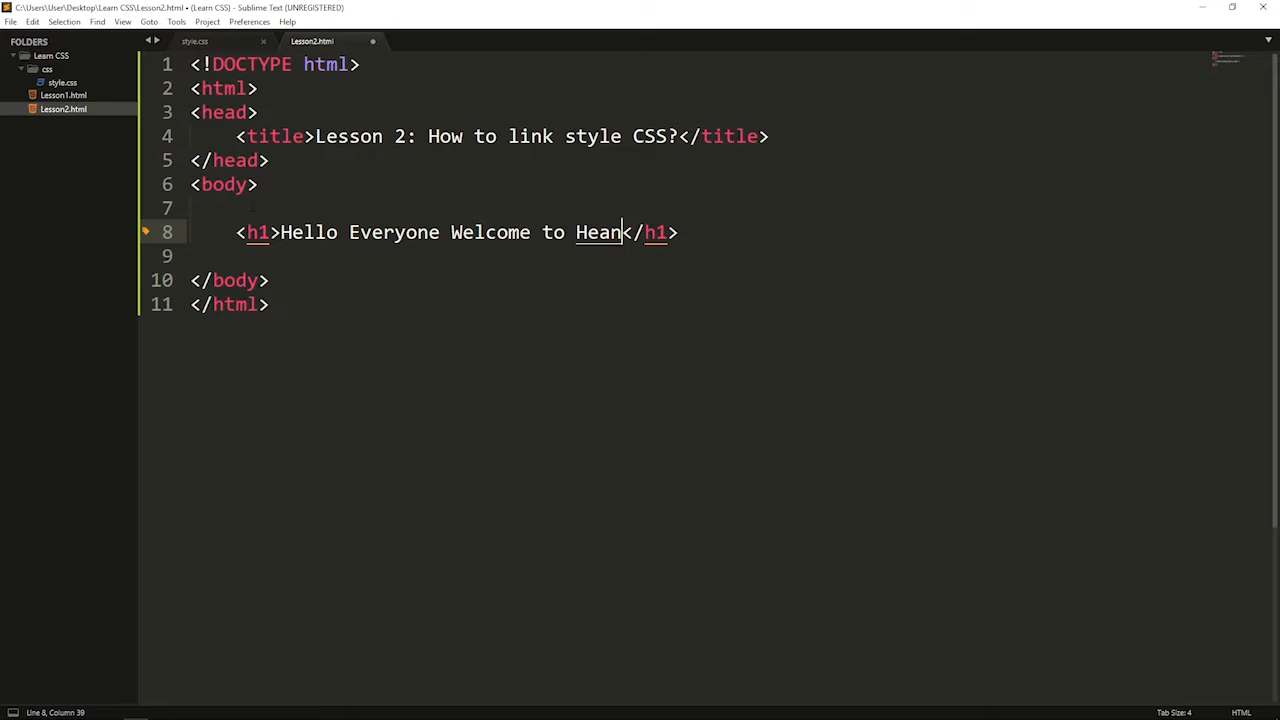 C:\Users\User\Desktop\Learn CSS\Lesson2.html • (Learn CSS) - Sublime Text (UNREGISTERED)
File Edit Selection Find View Goto Tools Project Preferences Help
FOLDERS
Learn CSS
css
style.css
Lesson1.html
Lesson2.html
style.css Lesson2.html
1 <!DOCTYPE html>
2 <html>
3 <head>
4 <title>Lesson 2: How to link style CSS?</title>
5 </head>
6 <body>
7
8 <h1>Hello Everyone Welcome to Hean</h1>
9
10 </body>
11 </html>
Line 8, Column 39 Tab Size: 4 HTML